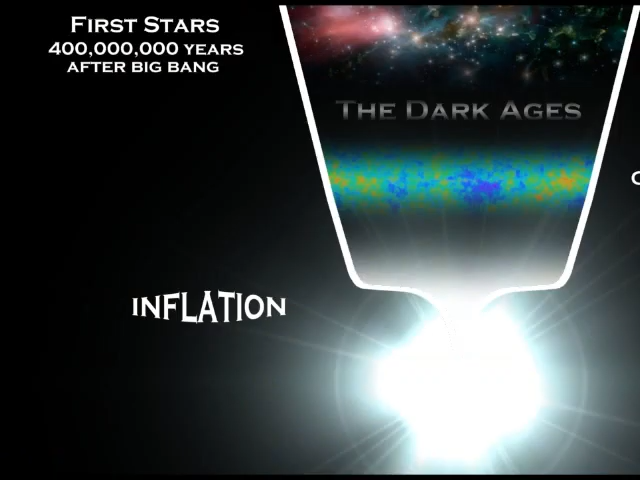 First Stars
400,000,000 years
after Big Bang
The Dark Ages
Inflation